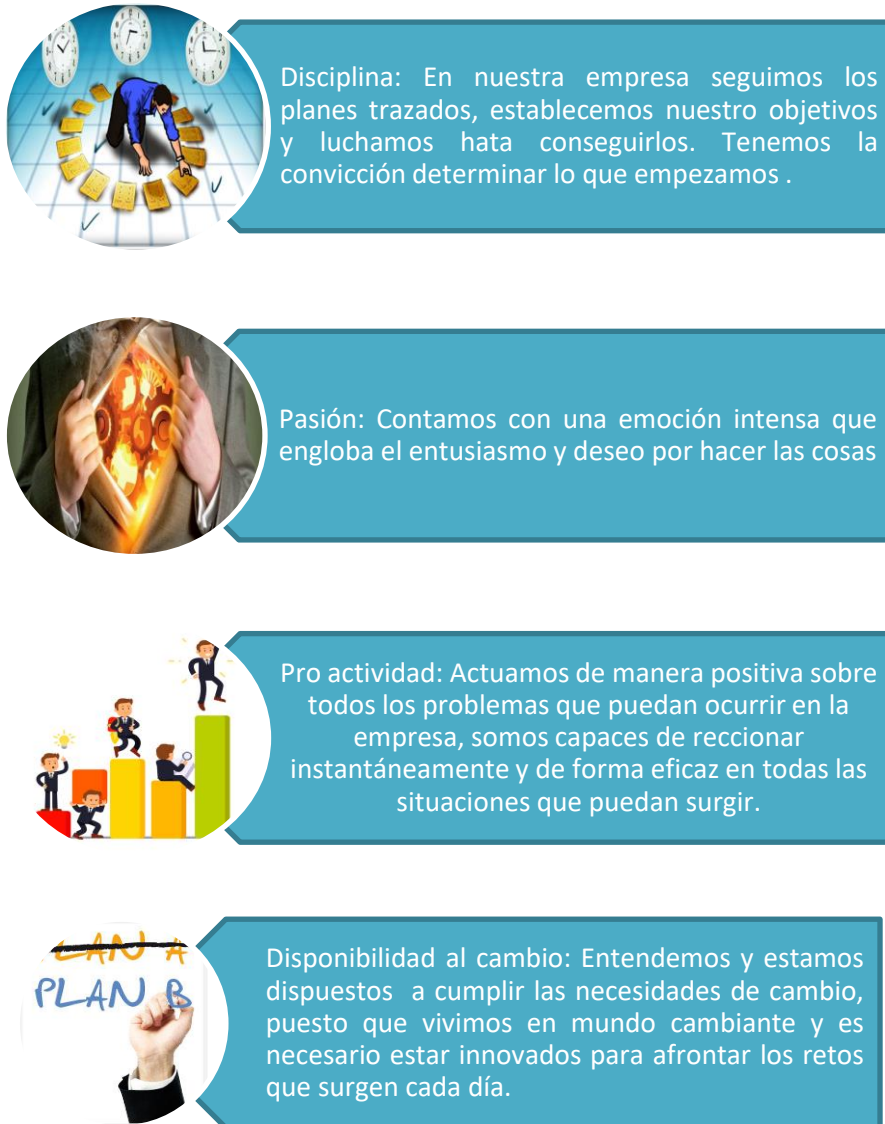 Disciplina: En nuestra empresa seguimos los
planes trazados, establecemos nuestro objetivos
y luchamos hata conseguirlos. Tenemos la
convicción determinar lo que empezamos .
Pasión: Contamos con una emoción intensa que
engloba el entusiasmo y deseo por hacer las cosas
Pro actividad: Actuamos de manera positiva sobre
todos los problemas que puedan ocurrir en la
empresa, somos capaces de reccionar
instantáneamente y de forma eficaz en todas las
situaciones que puedan surgir.
PLAN A
PLAN B
Disponibilidad al cambio: Entendemos y estamos
dispuestos a cumplir las necesidades de cambio,
puesto que vivimos en mundo cambiante y es
necesario estar innovados para afrontar los retos
que surgen cada día.